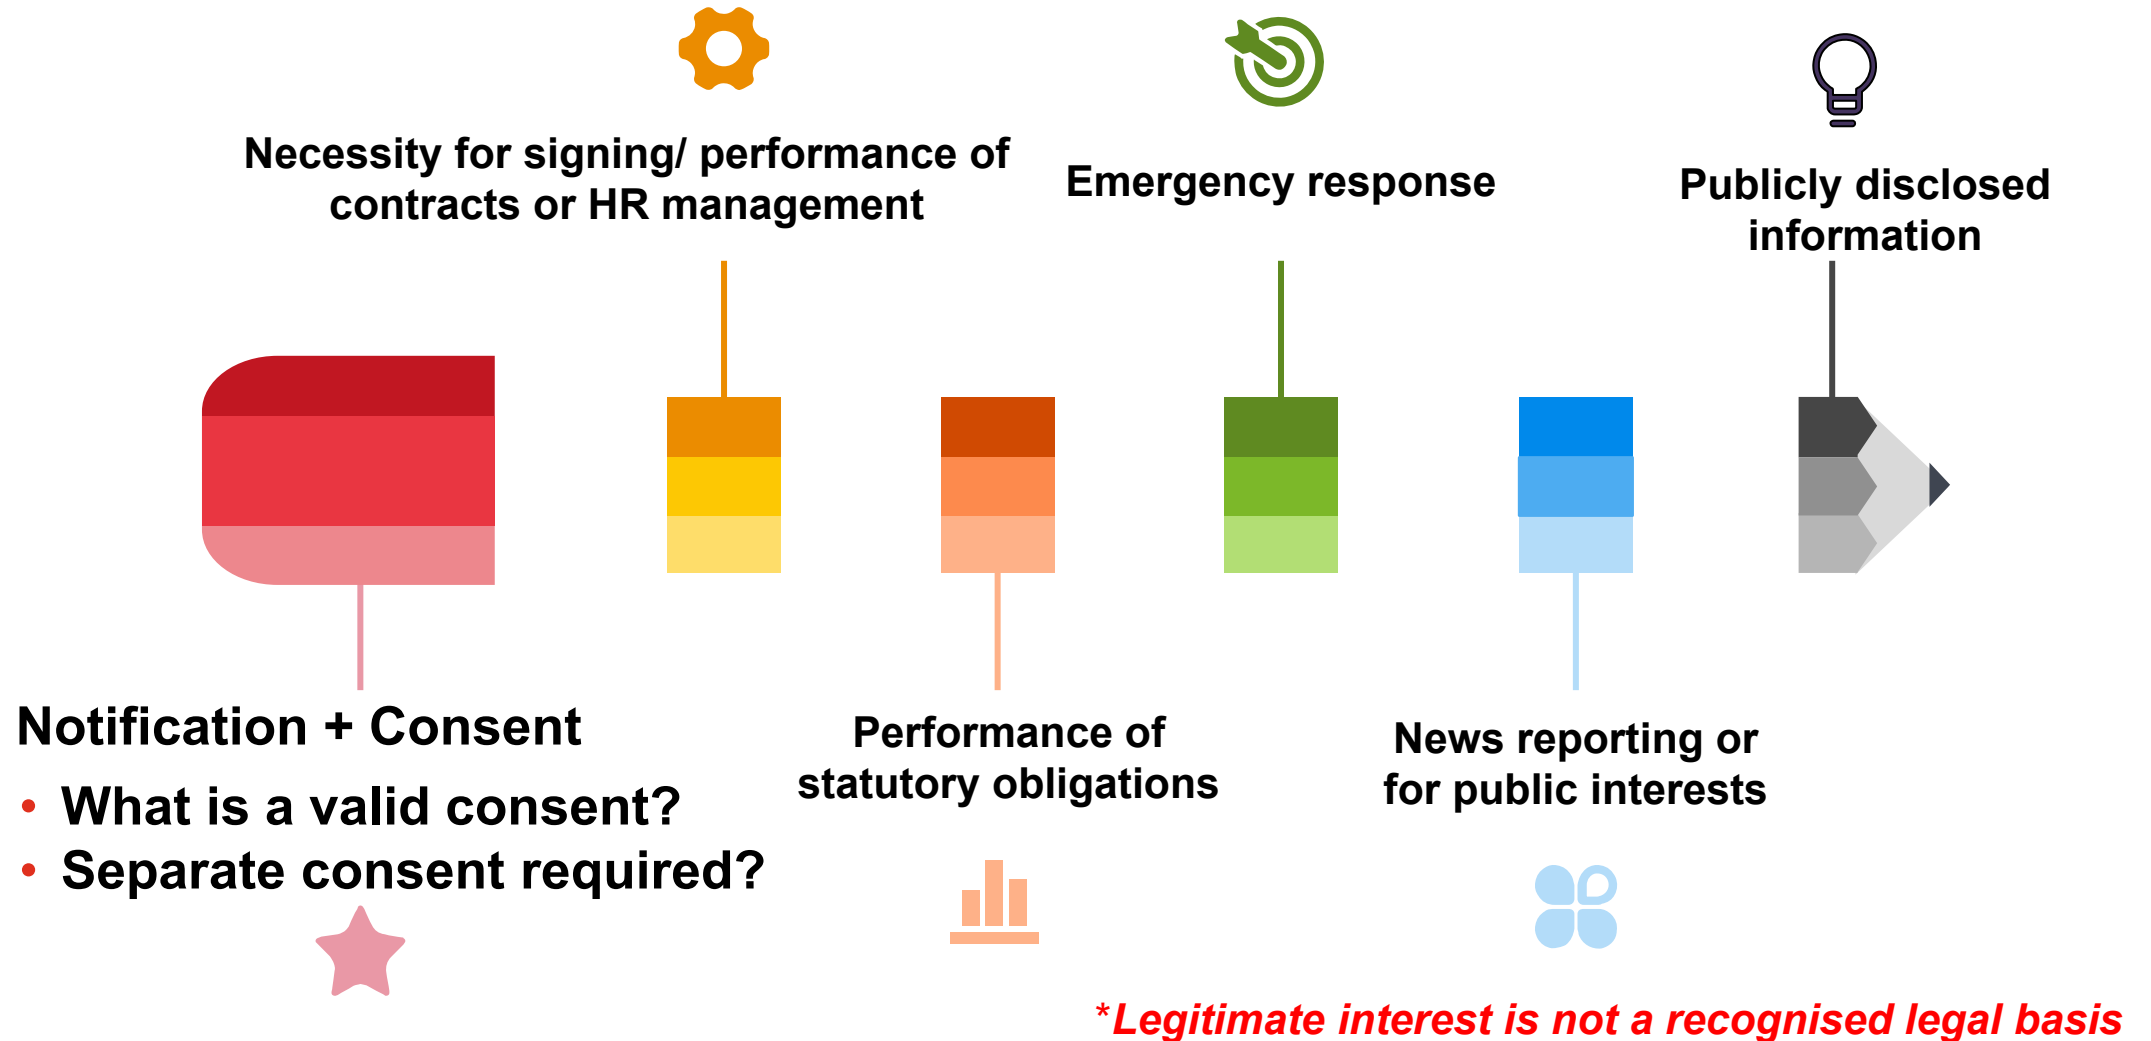 Necessity for signing/ performance of
contracts or HR management
Emergency response
Publicly disclosed
information
Notification + Consent
• What is a valid consent?
• Separate consent required?
Performance of
statutory obligations
News reporting or
for public interests
*Legitimate interest is not a recognised legal basis